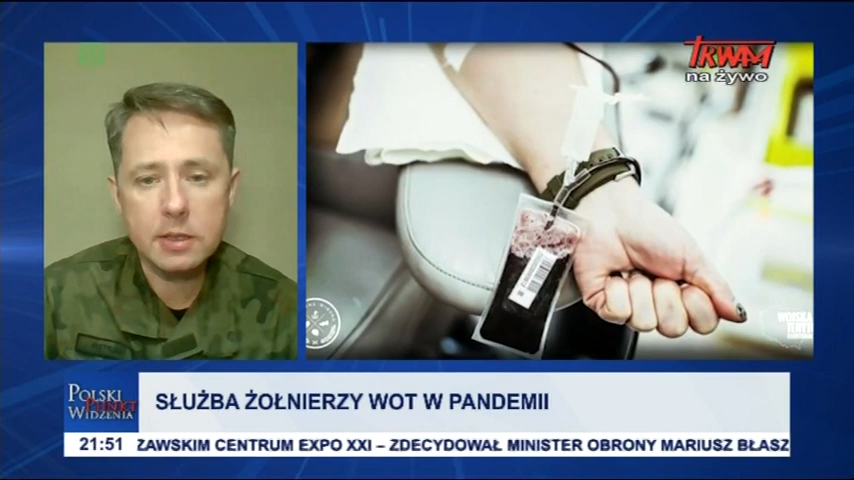 TRWAM
na żywo
WOJSKA
POLSKI
PUNKT
WIDZENIA
SŁUŻBA ŻOŁNIERZY WOT W PANDEMII
21:51
ZAWSKIM CENTRUM EXPO XXI – ZDECYDOWAŁ MINISTER OBRONY MARIUSZ BŁASZ